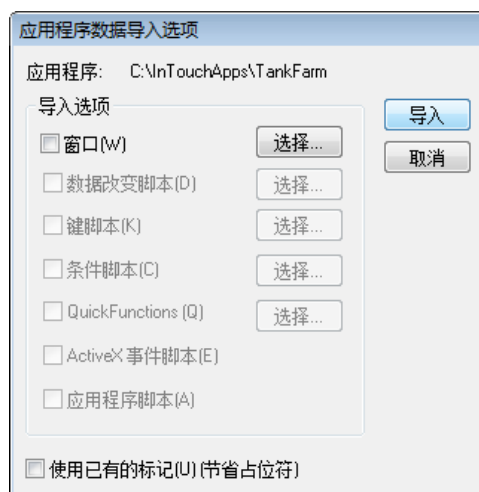 应用程序数据导入选项
应用程序: C:\InTouchApps\TankFarm
导入选项
导入
窗口(W) 选择...
取消
数据改变脚本(D) 选择...
键脚本(K) 选择...
条件脚本(C) 选择...
QuickFunctions (Q) 选择...
ActiveX 事件脚本(E)
应用程序脚本(A)
使用已有的标记(U) (节省占位符)